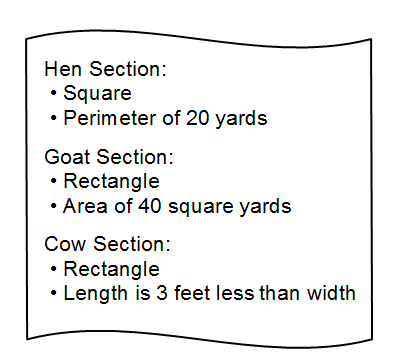 Hen Section:
• Square
• Perimeter of 20 yards
Goat Section:
• Rectangle
• Area of 40 square yards
Cow Section:
• Rectangle
• Length is 3 feet less than width